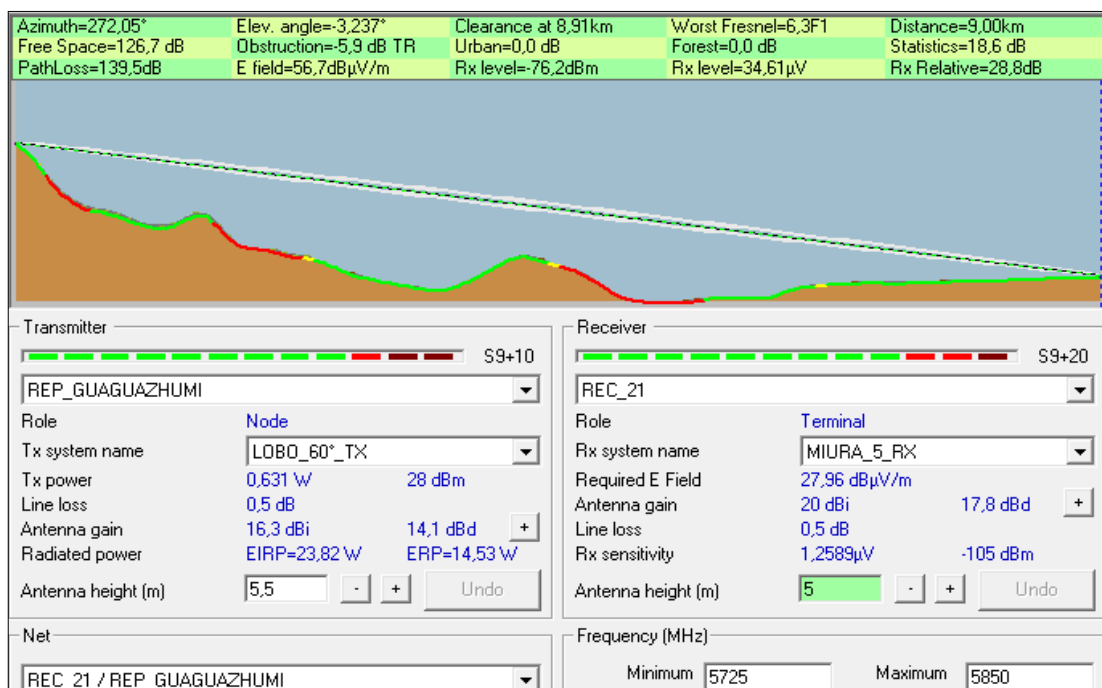 Azimuth=272,05° Elev. angle=-3,237° Clearance at 8,91km Worst Fresnel=6,3F1 Distance=9,00km
Free Space=126,7 dB Obstruction=-5,9 dB TR Urban=0,0 dB Forest=0,0 dB Statistics=18,6 dB
PathLoss=139,5dB E field=56,7dBµV/m Rx level=-76,2dBm Rx level=34,61µV Rx Relative=28,8dB
Transmitter
S9+10
REP_GUAGUAZHUMI
Role Node
Tx system name LOBO_60°_TX
Tx power 0,631 W 28 dBm
Line loss 0,5 dB
Antenna gain 16,3 dBi 14,1 dBd +
Radiated power EIRP=23,82 W ERP=14,53 W
Antenna height (m) 5,5 - + Undo
Net
REC_21 / REP_GUAGUAZHUMI
Receiver
S9+20
REC_21
Role Terminal
Rx system name MIURA_5_RX
Required E Field 27,96 dBµV/m
Antenna gain 20 dBi 17,8 dBd +
Line loss 0,5 dB
Rx sensitivity 1,2589µV -105 dBm
Antenna height (m) 5 - + Undo
Frequency (MHz)
Minimum 5725 Maximum 5850